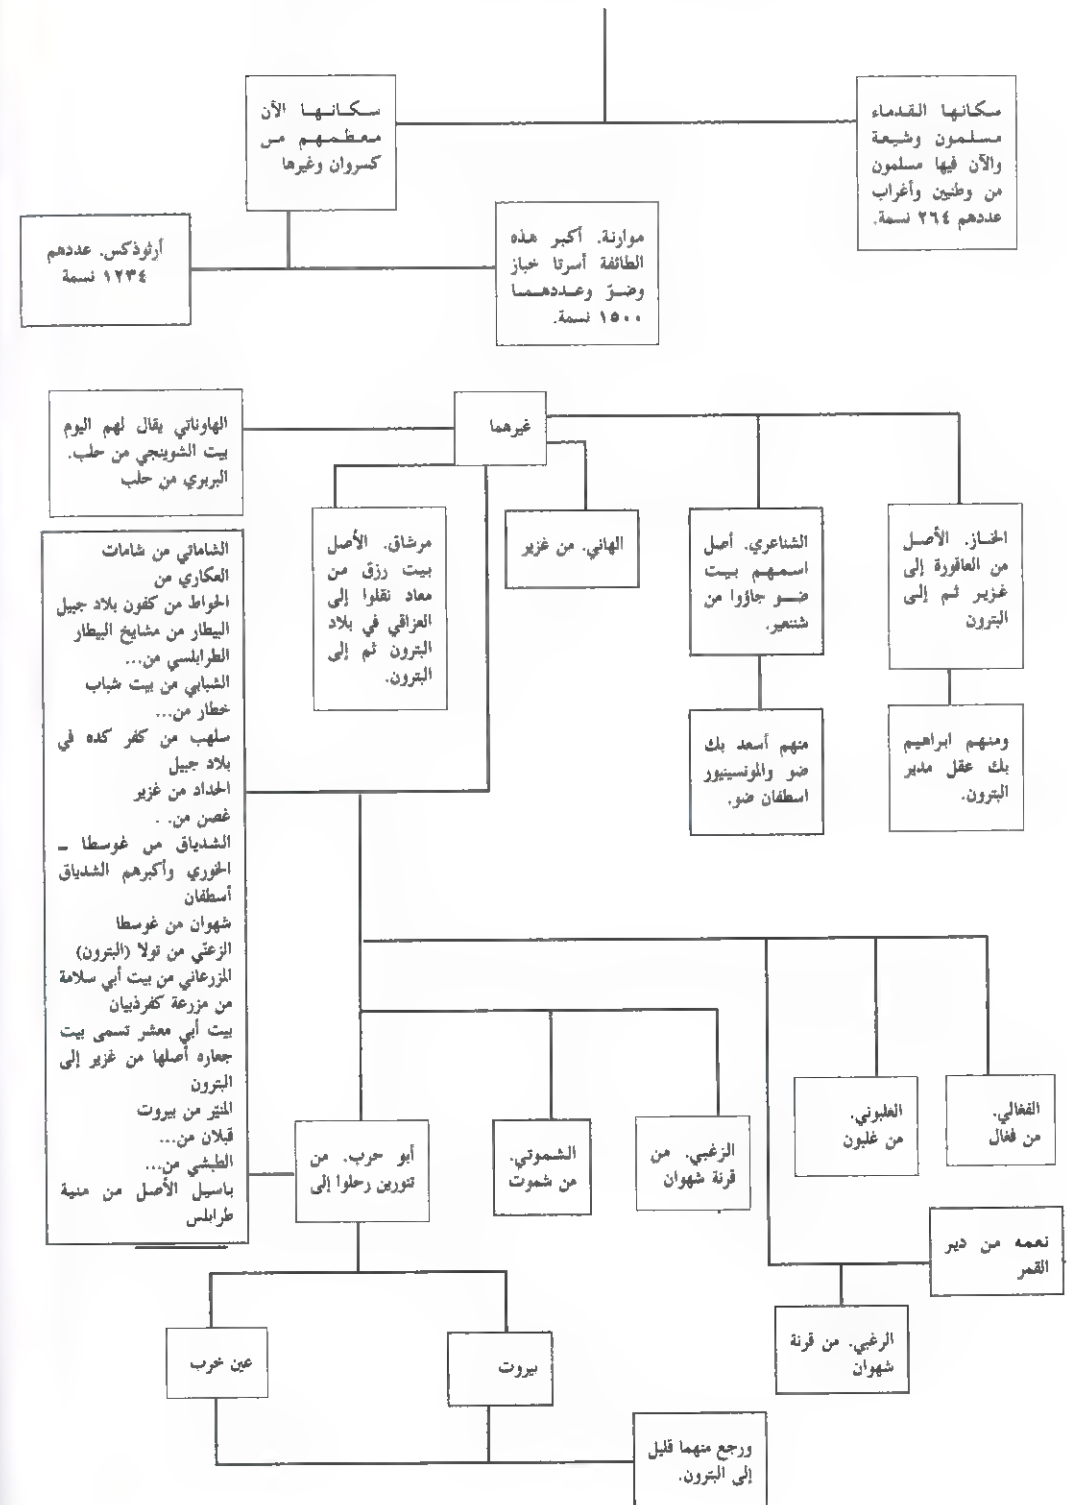 سكانها القدماء
مسلمون وشيعة
والآن فيها مسلمون
من وطنيين وأغراب
عددهم ٢٦٤ نسمة.
سكانها الآن
معظمهم من
كسروان وغيرها
موارنة. أكبر هذه
الطائفة أسرتا خباز
وضوّ وعددهما
١٥٠٠ نسمة.
أرثوذكس. عددهم
١٢٣٤ نسمة
غيرهما
الهاوناتي يقال لهم اليوم
بيت الشوينجي من حلب.
البربري من حلب
الخناز. الأصل
من العاقورة إلى
غزير ثم إلى
البترون
الشناعري. أصل
اسمهم بيت
ضو جاؤوا من
شننعير.
الهاني. من غزير
مرشاق. الأصل
بيت رزق من
معاد نقلوا إلى
العزاقي في بلاد
البترون ثم إلى
البترون.
ومنهم ابراهيم
بك عقل مدير
البترون.
منهم أسعد بك
ضو والمونسينيور
اسطفان ضو.
الشاماتي من شامات
العكاري من
الحواط من كفون بلاد جبيل
البيطار من مشايخ البيطار
الطرابلسي من...
الشبابي من بيت شباب
خطار من...
سلهب من كفر كده في
بلاد جبيل
الحداد من غزير
غصن من. .
الشدياق من غوسطا ـ
الخوري وأكبرهم الشدياق
أسطفان
شهوان من غوسطا
الزعنّي من تولا (البترون)
المزرعاني من بيت أبي سلامة
من مزرعة كفرذبيان
بيت أبي معشر تسمى بيت
جعاره أصلها من غزير إلى
البترون
المنيّر من بيروت
قبلان من...
الطبشي من...
باسيل الأصل من منية
طرابلس
الفغالي.
من فغال
الغلبوني.
من غلبون
الزغبي. من
قرنة شهوان
الشموتي.
من شموت
أبو حرب. من
تنورين رحلوا إلى
نعمه من دير
القمر
الرغبي. من قرنة
شهوان
بيروت
عين خرب
ورجع منهما قليل
إلى البترون.